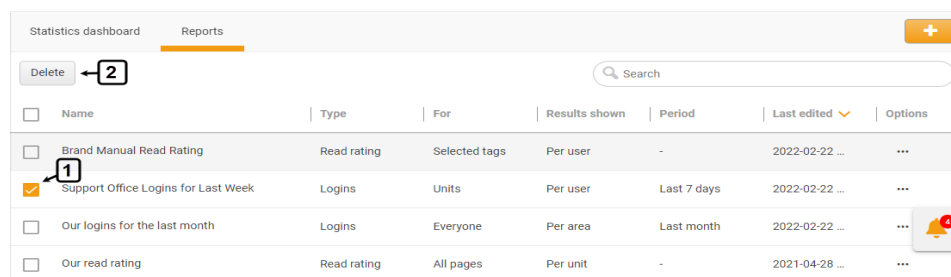 Statistics dashboard Reports
+
Delete 2 Search
Name Type For Results shown Period Last edited Options
Brand Manual Read Rating Read rating Selected tags Per user - 2022-02-22 ... ...
1
Support Office Logins for Last Week Logins Units Per user Last 7 days 2022-02-22 ... ...
Our logins for the last month Logins Everyone Per area Last month 2022-02-22 ... ...
4
Our read rating Read rating All pages Per unit - 2021-04-28 ... ...